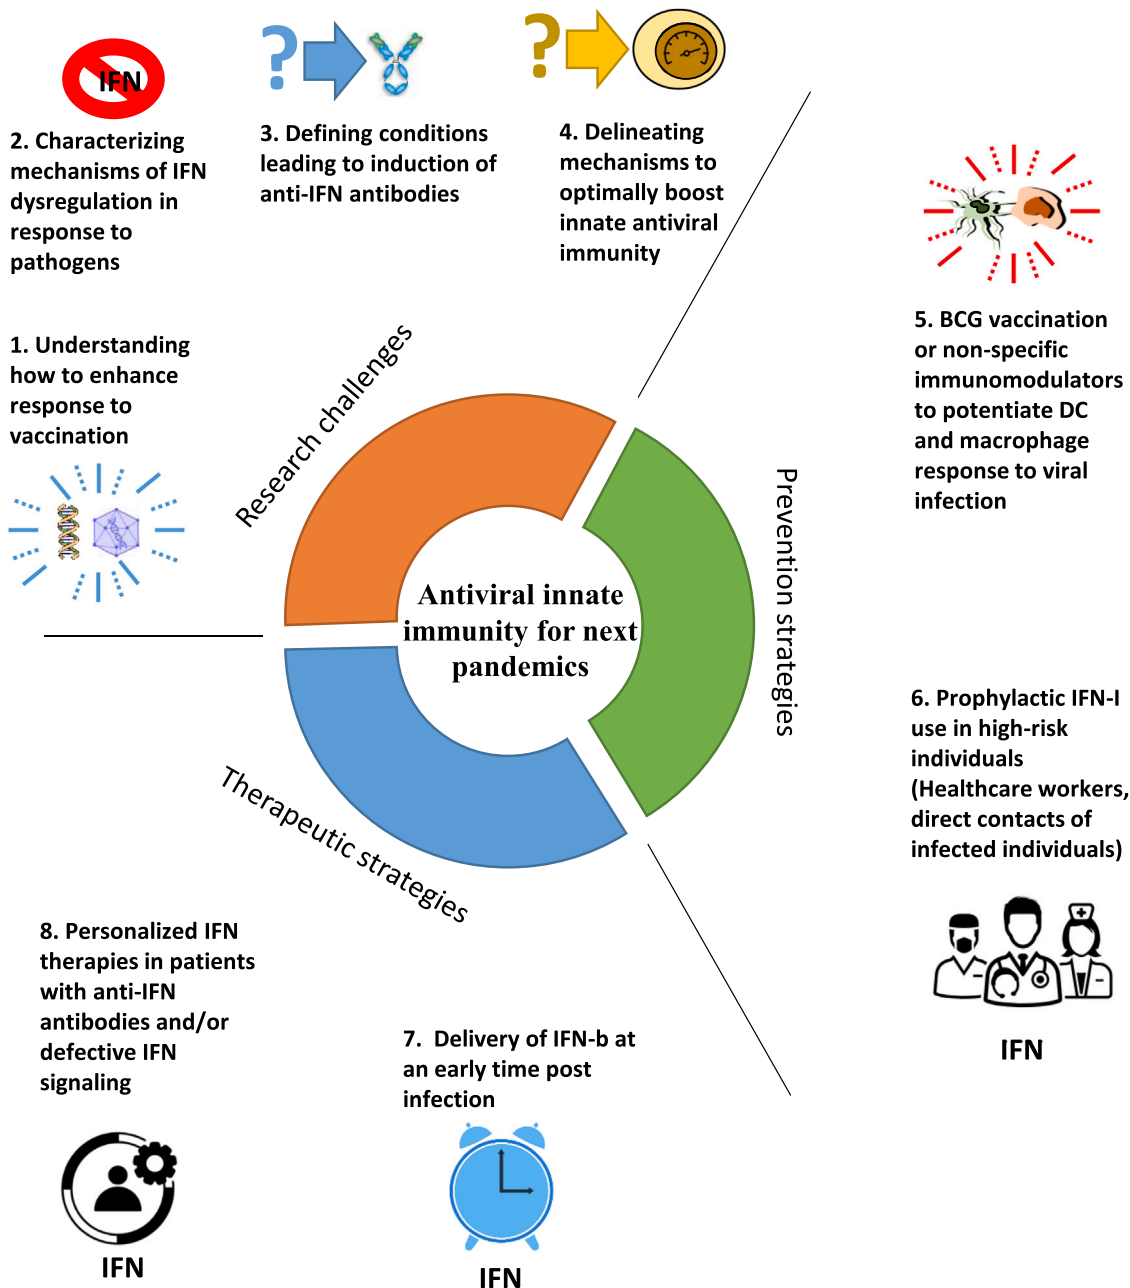 IFN
2. Characterizing
mechanisms of IFN
dysregulation in
response to
pathogens
?
3. Defining conditions
leading to induction of
anti-IFN antibodies
?
4. Delineating
mechanisms to
optimally boost
innate antiviral
immunity
1. Understanding
how to enhance
response to
vaccination
5. BCG vaccination
or non-specific
immunomodulators
to potentiate DC
and macrophage
response to viral
infection
Research challenges
Prevention strategies
Therapeutic strategies
Antiviral innate
immunity for next
pandemics
6. Prophylactic IFN-I
use in high-risk
individuals
(Healthcare workers,
direct contacts of
infected individuals)
IFN
8. Personalized IFN
therapies in patients
with anti-IFN
antibodies and/or
defective IFN
signaling
IFN
7. Delivery of IFN-b at
an early time post
infection
IFN